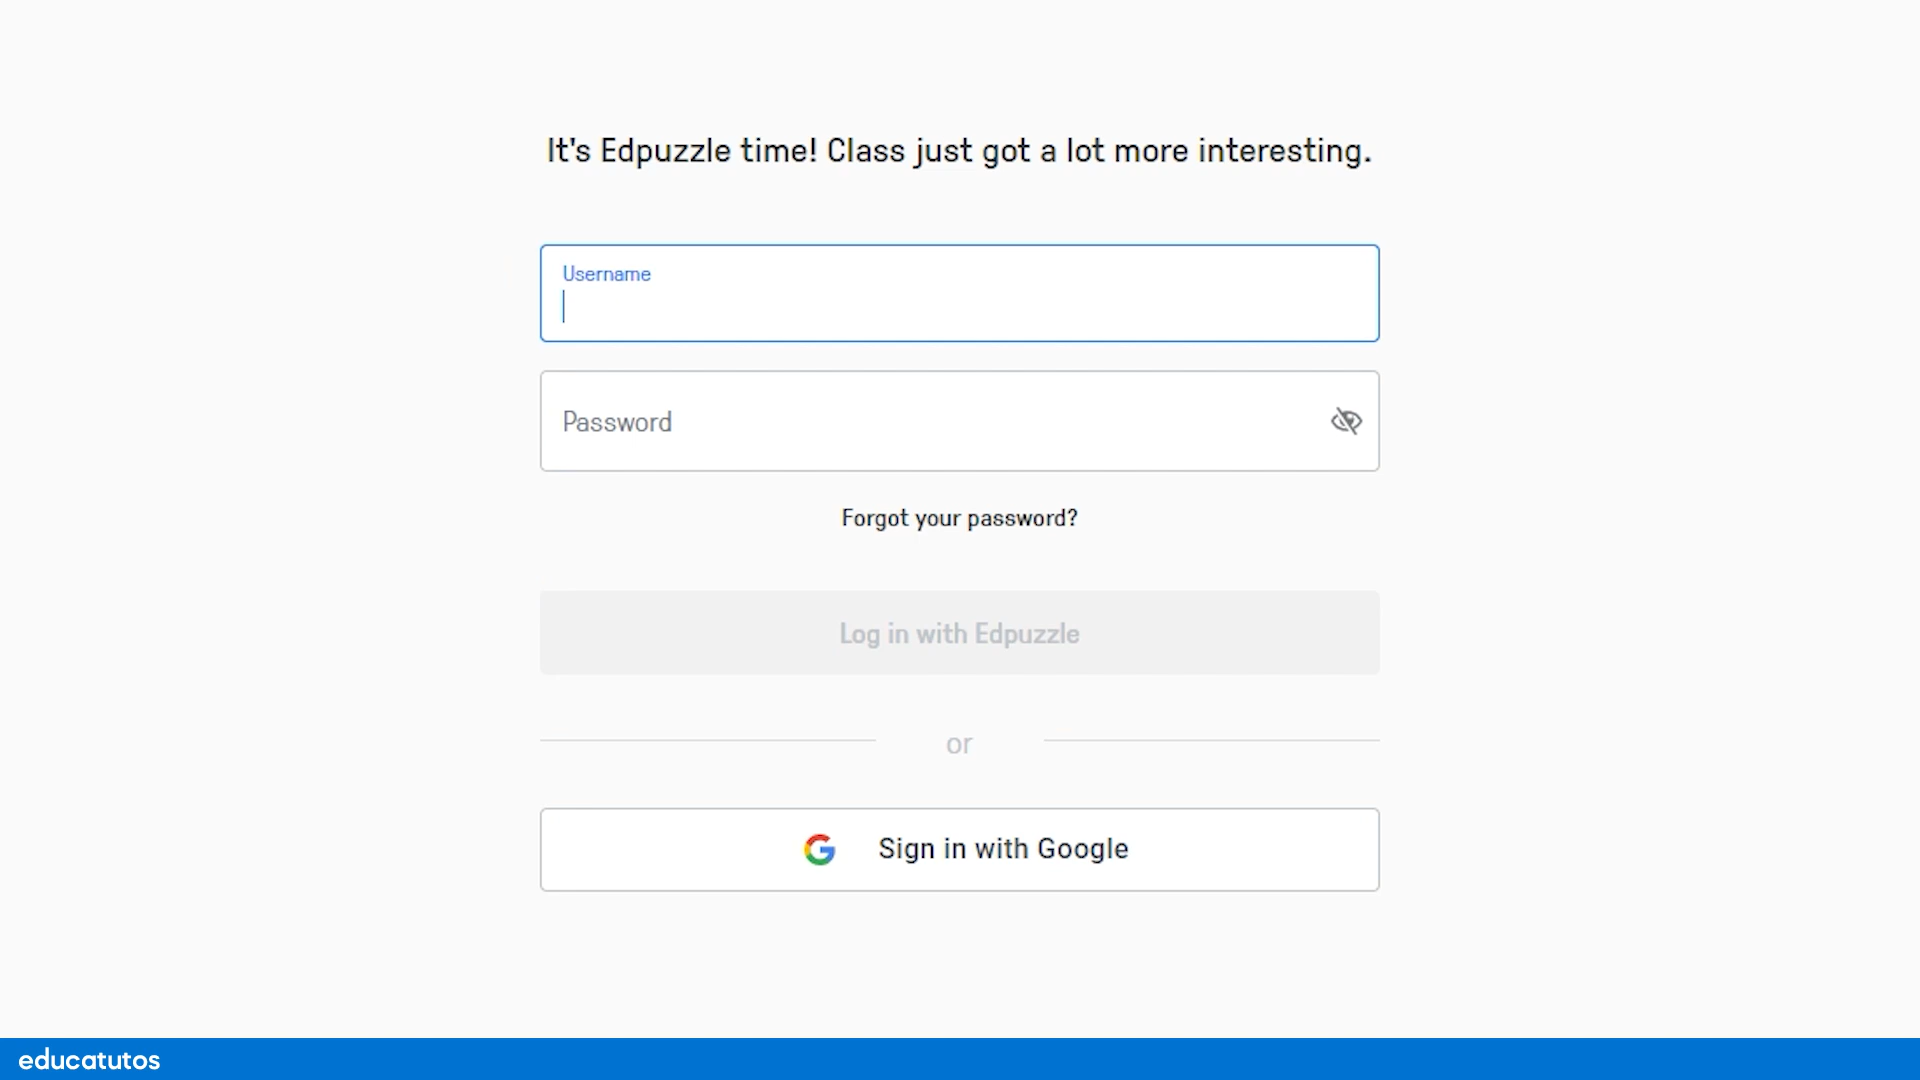 It's Edpuzzle time! Class just got a lot more interesting.
Username
Password
Forgot your password?
Log in with Edpuzzle
or
Sign in with Google
educatutos